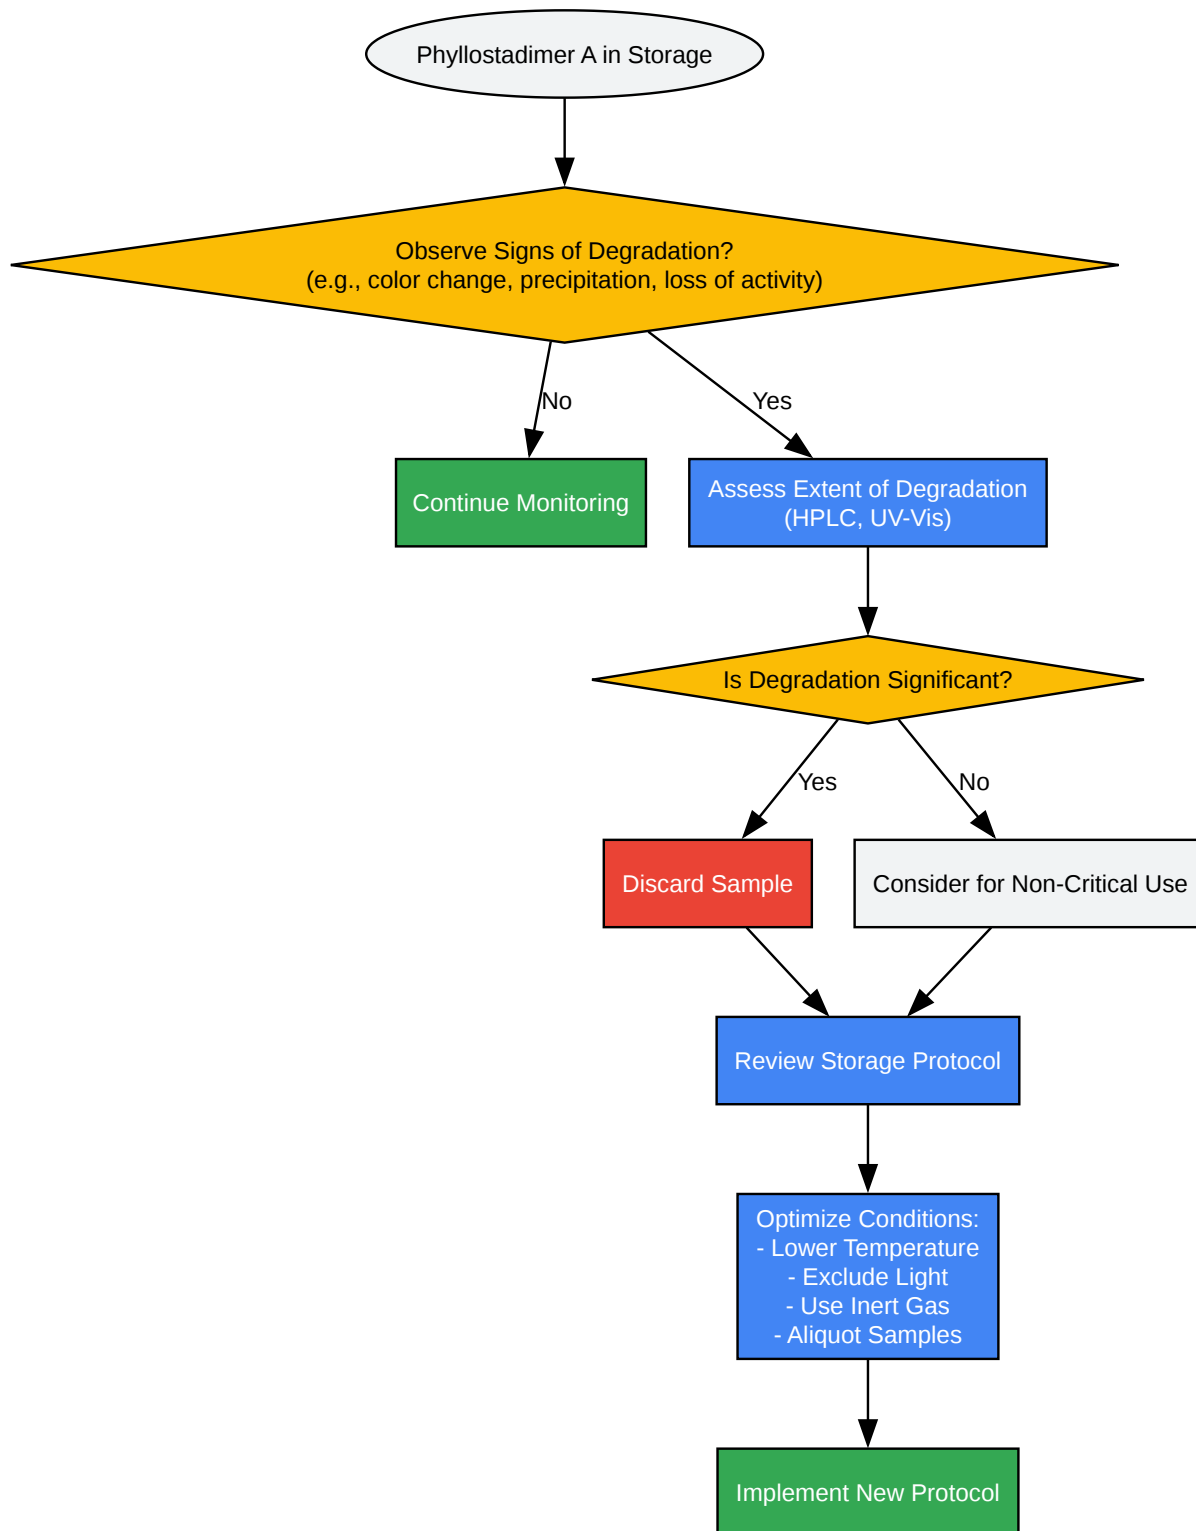 Phyllostadimer A in Storage
Observe Signs of Degradation?
(e.g., color change, precipitation, loss of activity)
No
Yes
Continue Monitoring
Assess Extent of Degradation
(HPLC, UV-Vis)
Is Degradation Significant?
Yes
No
Discard Sample
Consider for Non-Critical Use
Review Storage Protocol
Optimize Conditions:
- Lower Temperature
- Exclude Light
- Use Inert Gas
- Aliquot Samples
Implement New Protocol